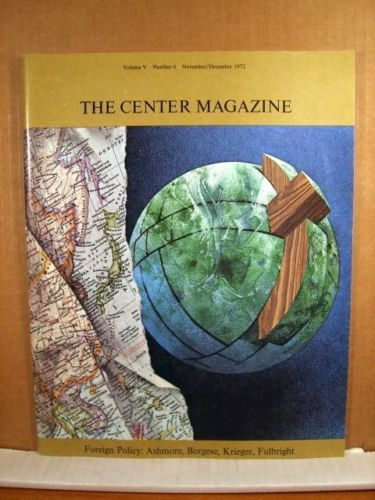 Volume V Number 6 November/December 1972
THE CENTER MAGAZINE
Foreign Policy: Ashmore, Borgese, Krieger, Fulbright